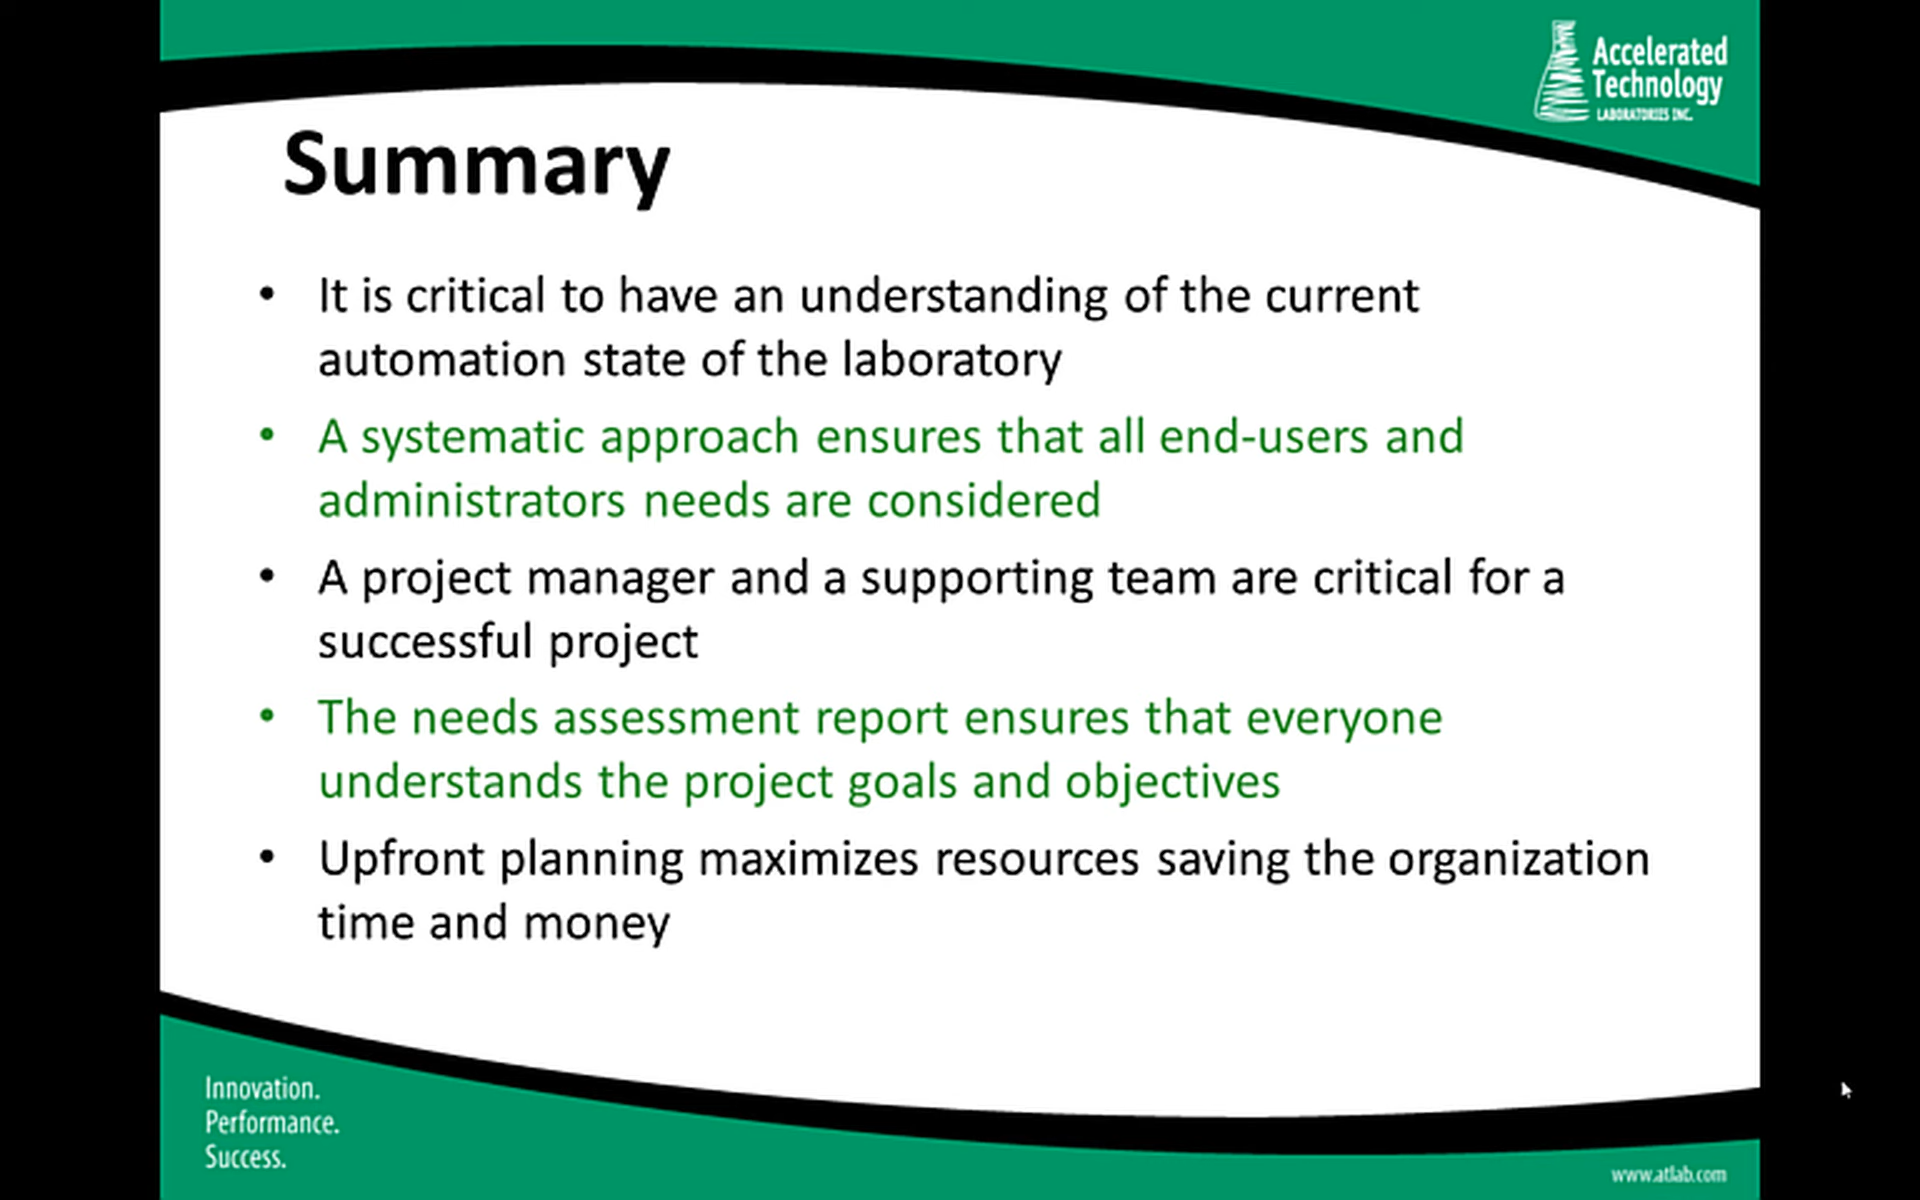 Accelerated
Technology
LABORATORIES INC.
Summary
• It is critical to have an understanding of the current
automation state of the laboratory
• A systematic approach ensures that all end-users and
administrators needs are considered
• A project manager and a supporting team are critical for a
successful project
• The needs assessment report ensures that everyone
understands the project goals and objectives
• Upfront planning maximizes resources saving the organization
time and money
Innovation.
Performance.
Success.
www.atlab.com